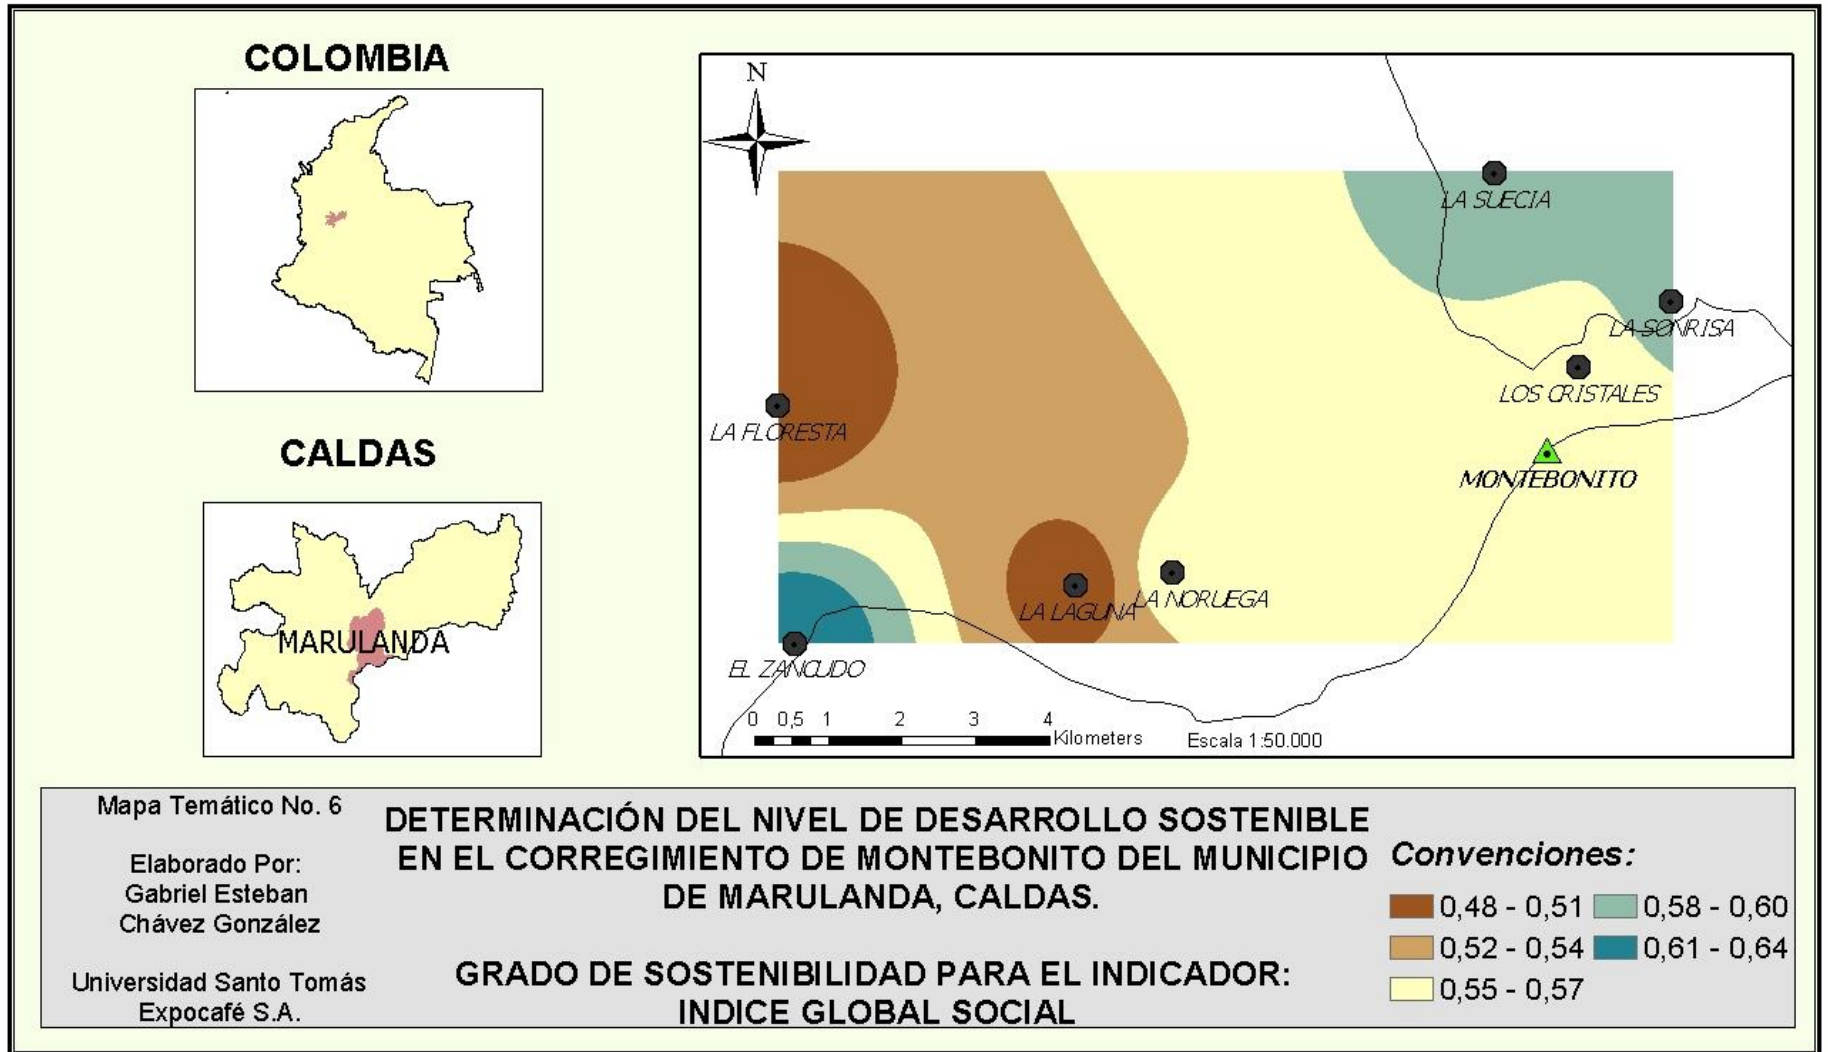 COLOMBIA
CALDAS
MARULANDA
N
LA SUECIA
LA SONRISA
LOS CRISTALES
LA FLORESTA
MONTEBONITO
LA LAGUNA
LA NORUEGA
EL ZANCUDO
0 0,5 1 2 3 4
Kilometers
Escala 1:50.000
Mapa Temático No. 6
Elaborado Por:
Gabriel Esteban
Chávez González
Universidad Santo Tomás
Expocafé S.A.
DETERMINACIÓN DEL NIVEL DE DESARROLLO SOSTENIBLE
EN EL CORREGIMIENTO DE MONTEBONITO DEL MUNICIPIO
DE MARULANDA, CALDAS.
GRADO DE SOSTENIBILIDAD PARA EL INDICADOR:
INDICE GLOBAL SOCIAL
Convenciones:
0,48 - 0,51
0,52 - 0,54
0,55 - 0,57
0,58 - 0,60
0,61 - 0,64